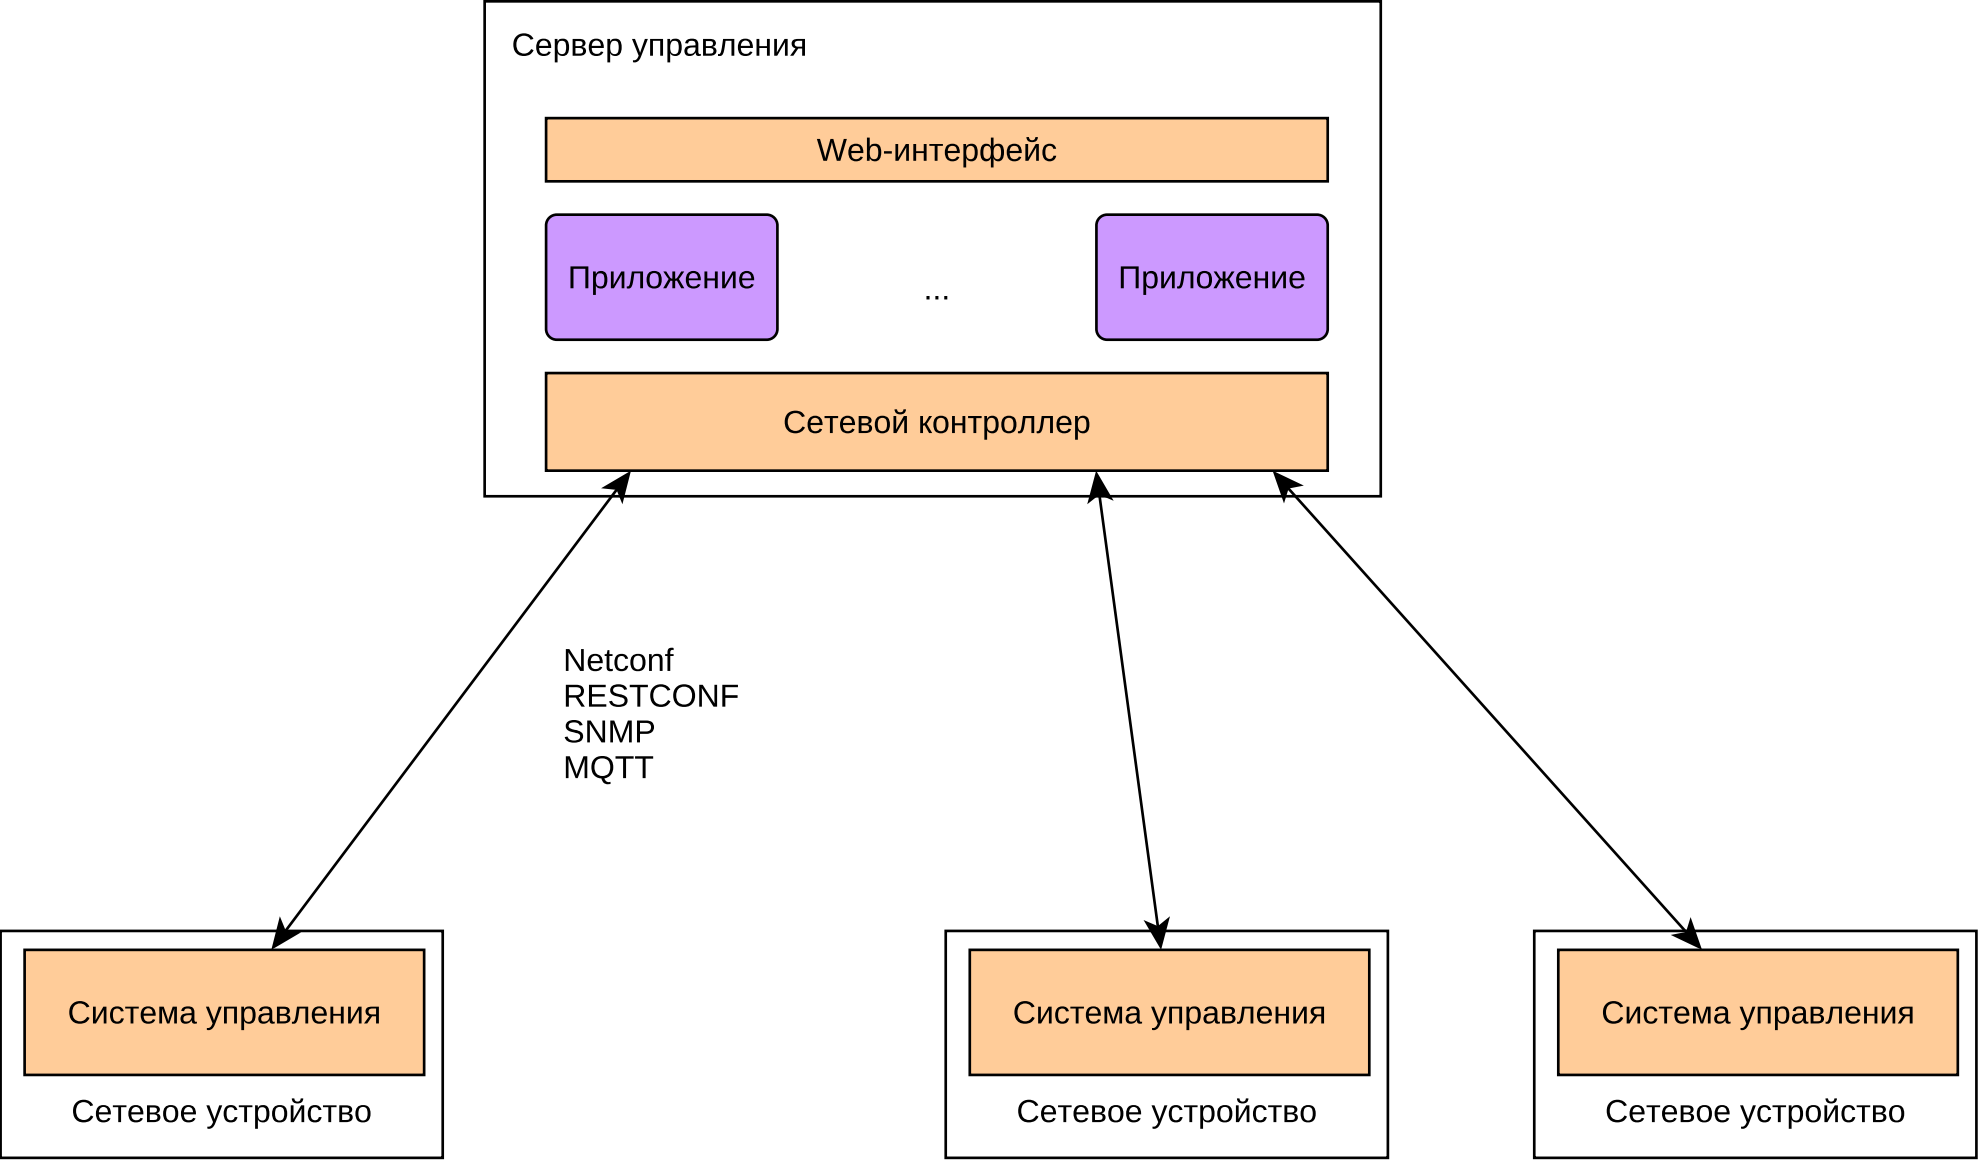 Сервер управления
Web-интерфейс
Приложение
...
Приложение
Сетевой контроллер
Netconf
RESTCONF
SNMP
MQTT
Система управления
Сетевое устройство
Система управления
Сетевое устройство
Система управления
Сетевое устройство